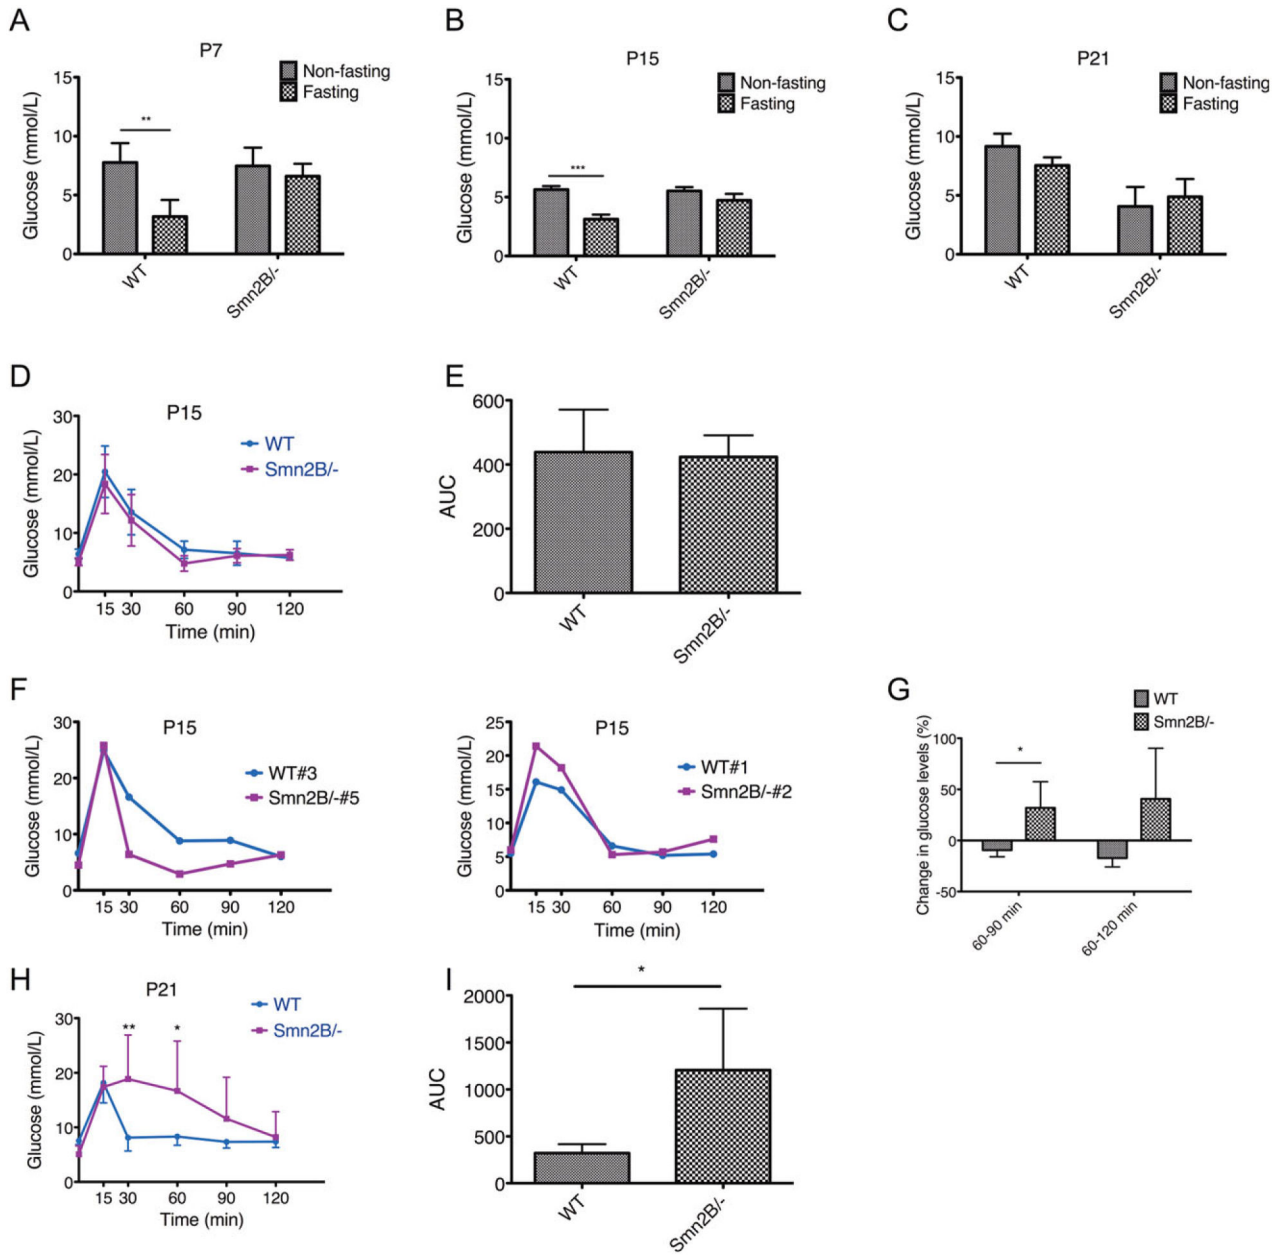 A
P7
Non-fasting
Fasting
Glucose (mmol/L)
15
10
5
0
**
WT
Smn2B/-
B
P15
Non-fasting
Fasting
Glucose (mmol/L)
15
10
5
0
***
WT
Smn2B/-
C
P21
Non-fasting
Fasting
Glucose (mmol/L)
15
10
5
0
WT
Smn2B/-
D
P15
WT
Smn2B/-
Glucose (mmol/L)
30
20
10
0
15 30 60 90 120
Time (min)
E
AUC
600
400
200
0
WT
Smn2B/-
F
P15
WT#3
Smn2B/-#5
Glucose (mmol/L)
30
20
10
0
15 30 60 90 120
Time (min)
P15
WT#1
Smn2B/-#2
Glucose (mmol/L)
25
20
15
10
5
0
15 30 60 90 120
Time (min)
G
WT
Smn2B/-
Change in glucose levels (%)
100
50
0
-50
*
60-90 min
60-120 min
H
P21
WT
Smn2B/-
Glucose (mmol/L)
30
20
10
0
** *
15 30 60 90 120
Time (min)
I
*
AUC
2000
1500
1000
500
0
WT
Smn2B/-